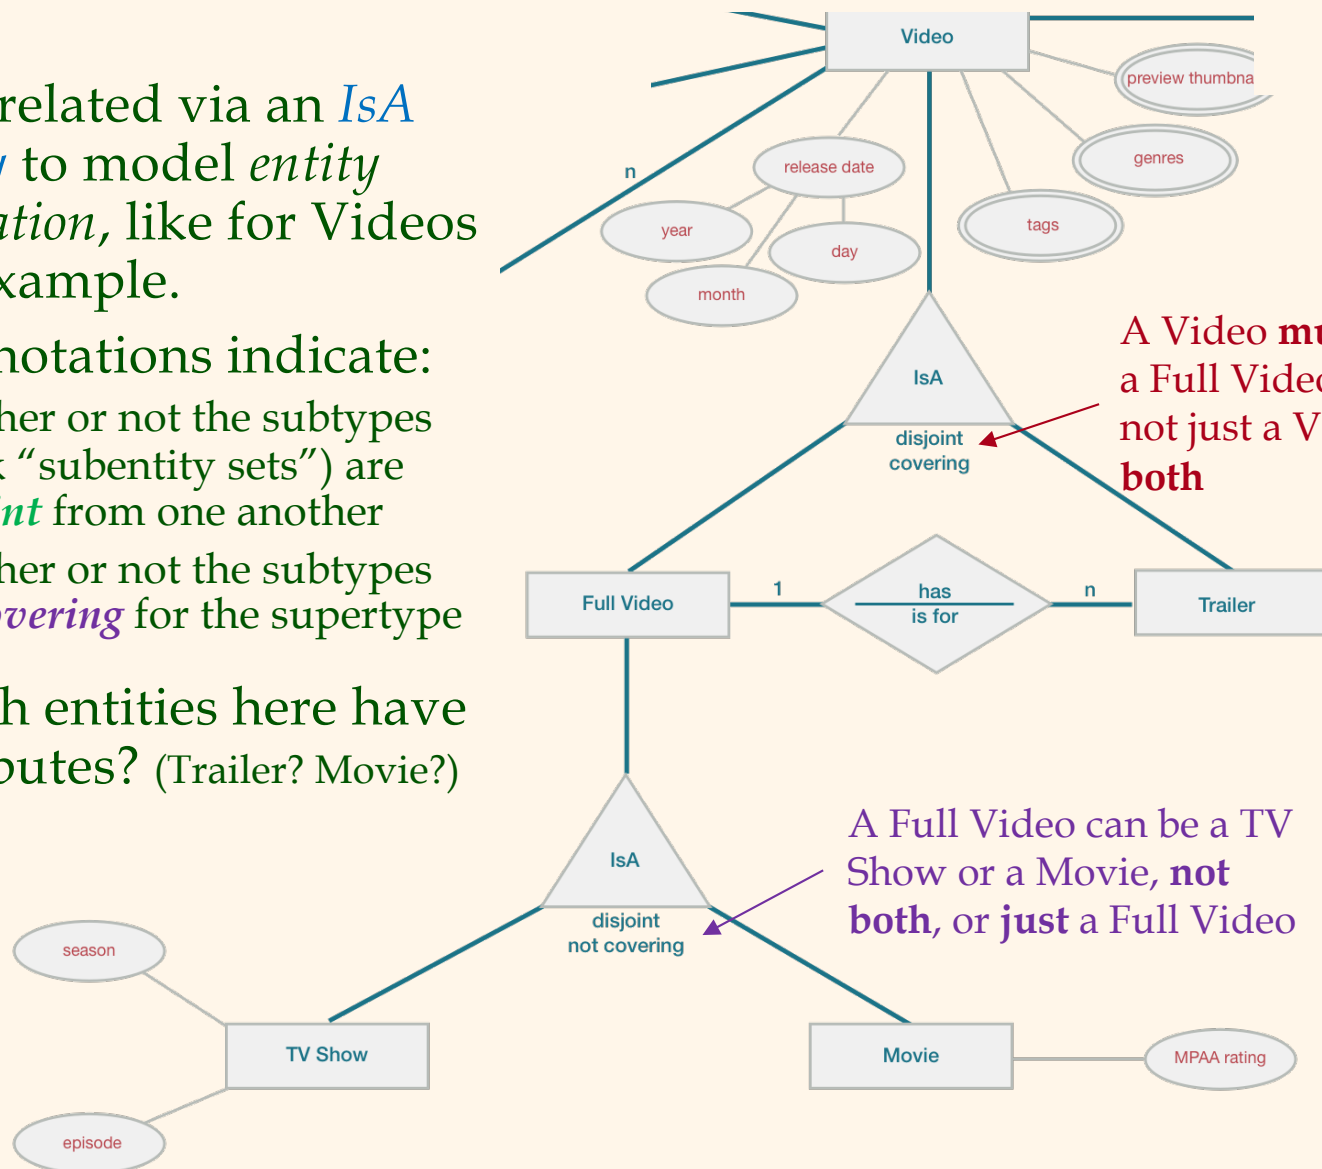 related via an IsA
to model entity
ation, like for Videos
xample.
notations indicate:
her or not the subtypes
“subentity sets”) are
int from one another
her or not the subtypes
overing for the supertype
h entities here have
butes? (Trailer? Movie?)
Video
preview thumbna
genres
release date
n
tags
year
day
month
IsA
disjoint
covering
A Video mu
a Full Video
not just a V
both
Full Video
1
has
is for
n
Trailer
IsA
disjoint
not covering
A Full Video can be a TV
Show or a Movie, not
both, or just a Full Video
season
TV Show
episode
Movie
MPAA rating